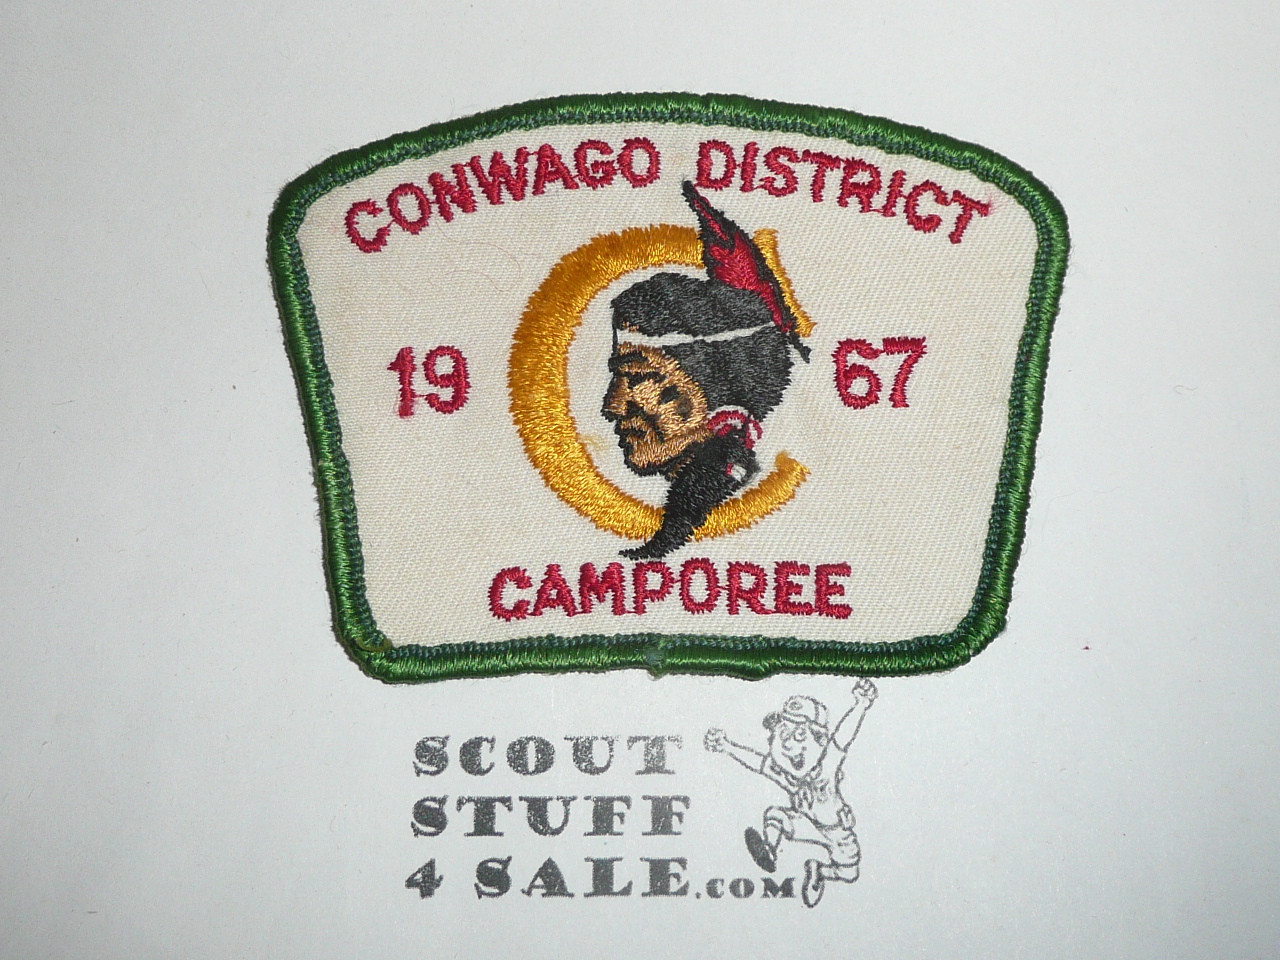 CONWAGO DISTRICT
19 67
CAMPOREE
SCOUT
STUFF
4 SALE.COM